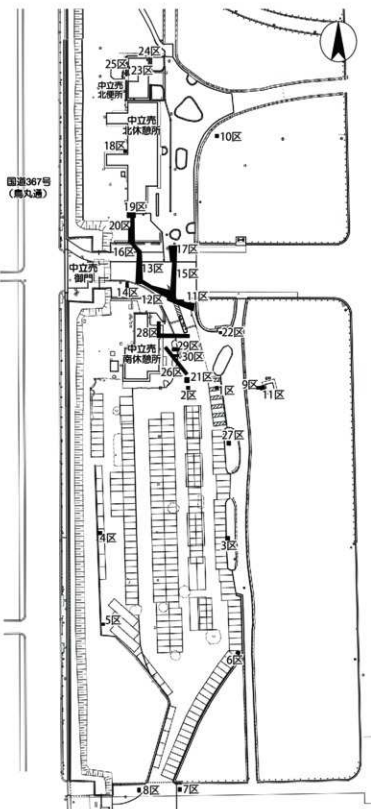 24区
25区
23区
中立売
北便所
中立売
北休憩所
10区
18区
国道367号
(烏丸通)
19区
20区
16区
17区
中立売
御門
13区
15区
14区
12区
11区
28区
22区
中立売
南休憩所
29区
30区
26区
21区
1区
9区
2区
11区
27区
4区
3区
5区
6区
8区
7区